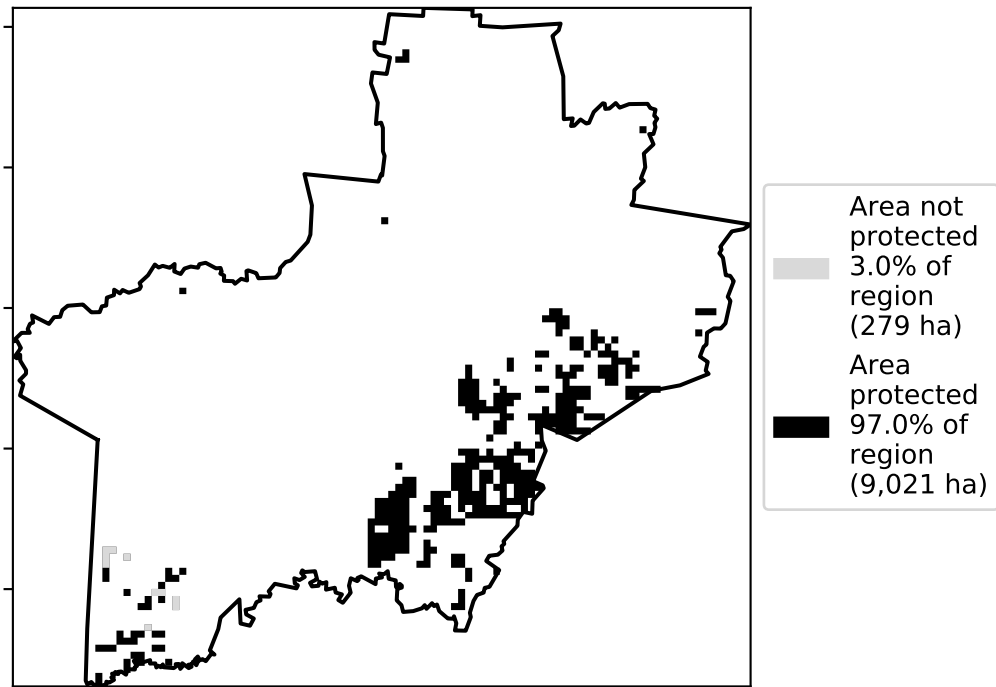 Area not
protected
3.0% of
region
(279 ha)
Area
protected
97.0% of
region
(9,021 ha)